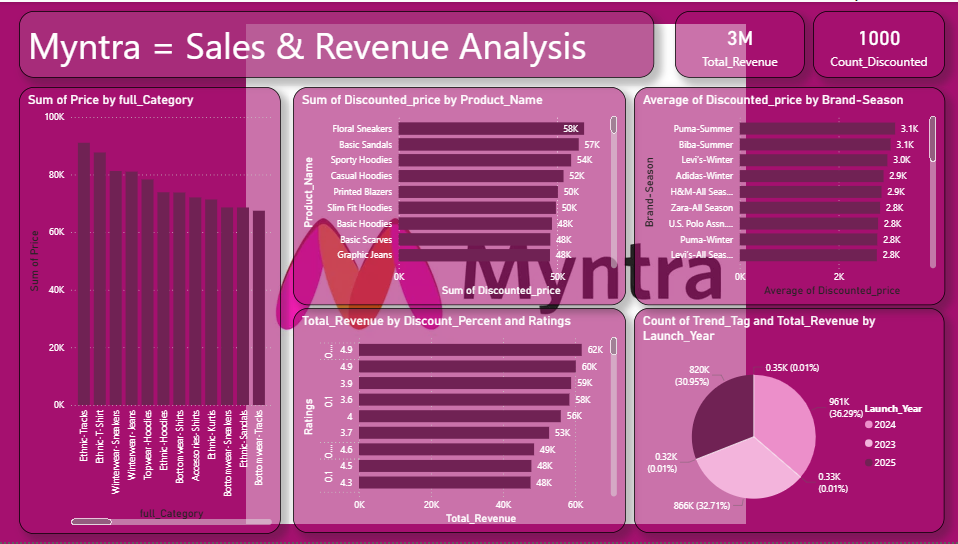 Myntra = Sales & Revenue Analysis
3M
Total_Revenue
1000
Count_Discounted
Sum of Price by full_Category
100K
80K
60K
40K
20K
0K
Sum of Price
Ethnic-Tracks
Ethnic-T-Shirt
Winterwear-Sneakers
Winterwear-Jeans
Topwear-Hoodies
Ethnic-Hoodies
Bottomwear-Shirts
Accessories-Shirts
Ethnic-Kurtis
Bottomwear-Sneakers
Ethnic-Sandals
Bottomwear-Tracks
full_Category
Sum of Discounted_price by Product_Name
Product_Name
Floral Sneakers 58K
Basic Sandals 57K
Sporty Hoodies 54K
Casual Hoodies 52K
Printed Blazers 50K
Slim Fit Hoodies 50K
Basic Hoodies 48K
Basic Scarves 48K
Graphic Jeans 48K
0K 50K
Sum of Discounted_price
Myntra
Average of Discounted_price by Brand-Season
Brand-Season
Puma-Summer 3.1K
Biba-Summer 3.1K
Levi's-Winter 3.0K
Adidas-Winter 2.9K
H&M-All Seas... 2.9K
Zara-All Season 2.8K
U.S. Polo Assn.... 2.8K
Puma-Winter 2.8K
Levi's-All Seas... 2.8K
0K 2K
Average of Discounted_price
Total_Revenue by Discount_Percent and Ratings
Ratings
0... 4.9 62K
4.9 60K
0.1 3.9 59K
3.6 58K
4 56K
3.7 53K
0... 4.6 49K
0.1 4.5 48K
4.3 48K
0K 20K 40K 60K
Total_Revenue
Count of Trend_Tag and Total_Revenue by
Launch_Year
820K
(30.95%)
0.35K (0.01%)
961K
(36.29%)
0.33K
(0.01%)
866K (32.71%)
0.32K
(0.01%)
Launch_Year
2024
2023
2025